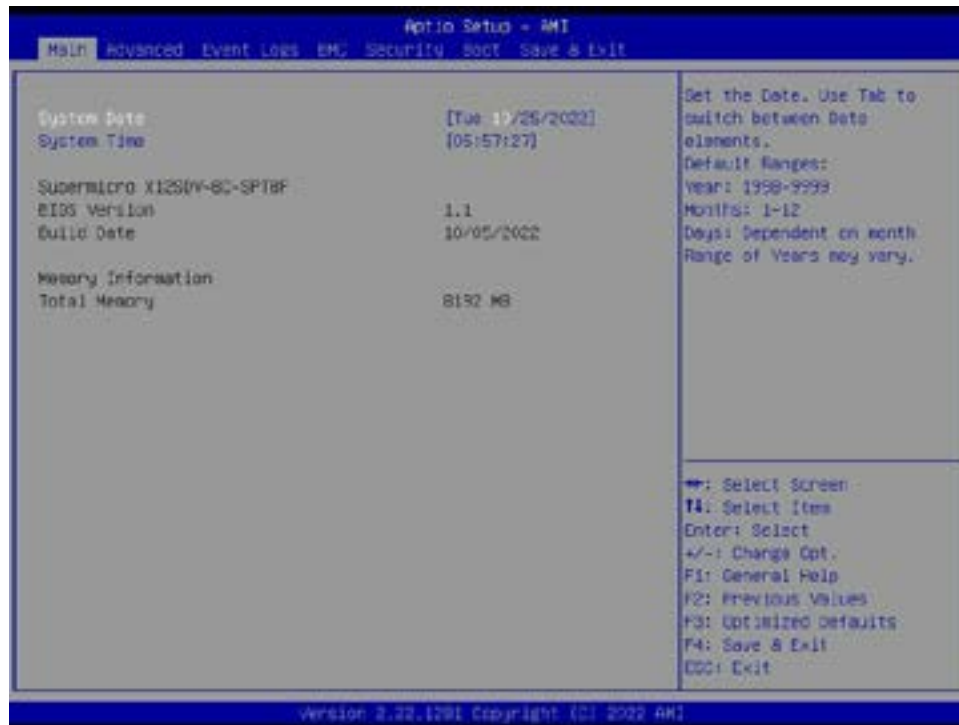 Aptio Setup - AMI
Main Advanced Event Logs BMC Security Boot Save & Exit
System Date [Tue 10/25/2022]
System Time [05:57:27]
Supermicro X12SDV-8C-SPT8F
BIOS Version 1.1
Build Date 10/05/2022
Memory Information
Total Memory 8192 MB
Set the Date. Use Tab to
switch between Date
elements.
Default Ranges:
Year: 1998-9999
Months: 1-12
Days: Dependent on month
Range of Years may vary.
↔: Select Screen
↑↓: Select Item
Enter: Select
+/-: Change Opt.
F1: General Help
F2: Previous Values
F3: Optimized Defaults
F4: Save & Exit
ESC: Exit
Version 2.22.1281 Copyright (C) 2022 AMI